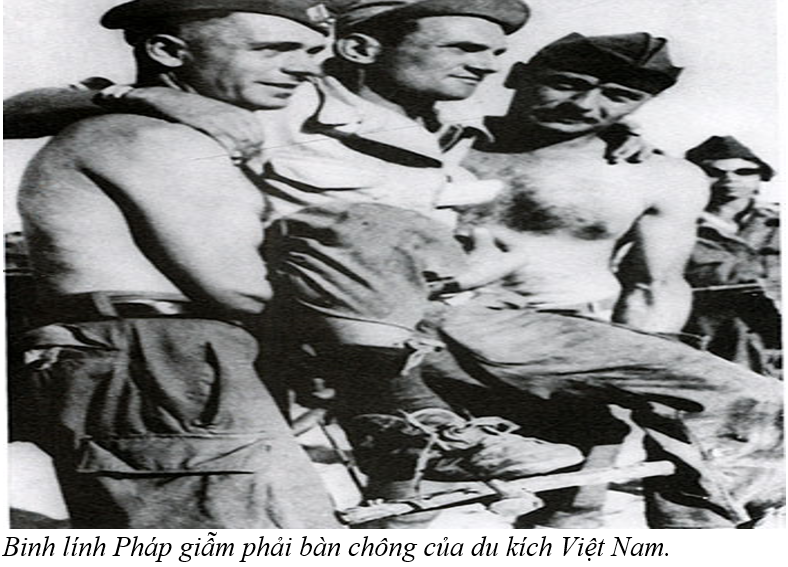 Binh lính Pháp giẫm phải bàn chông của du kích Việt Nam.